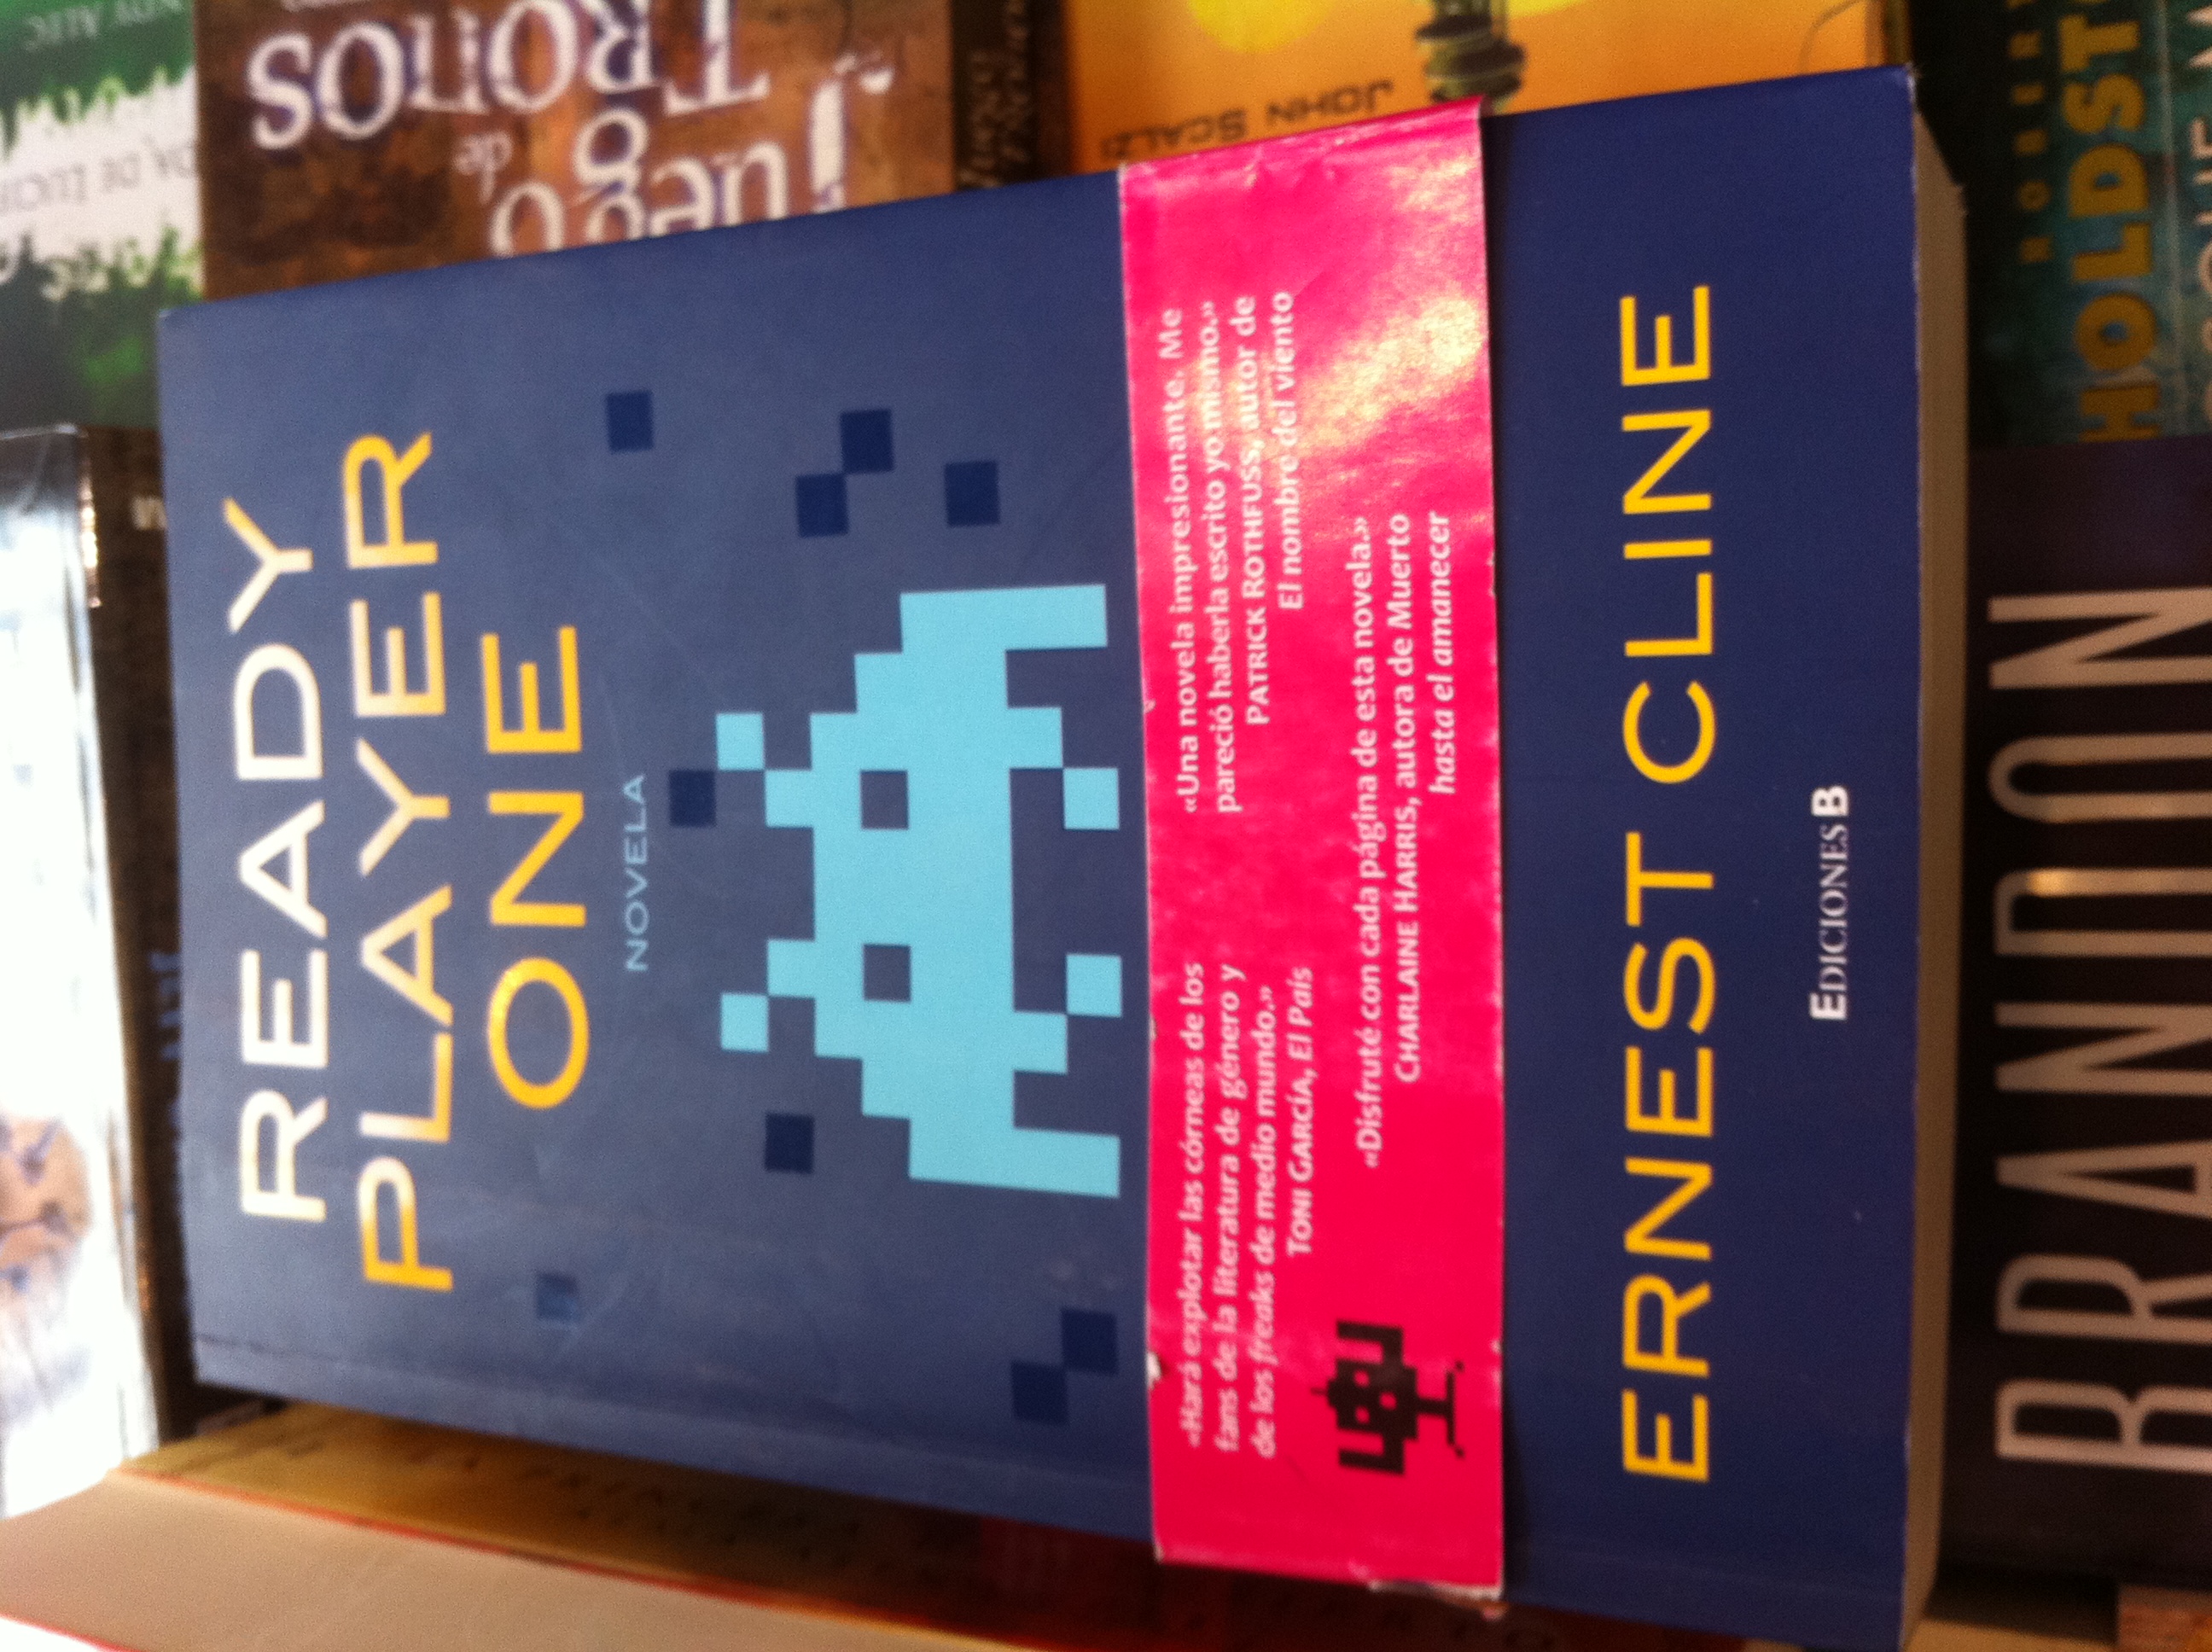 READY
PLAYER
ONE
NOVELA
«Hará explotar las córneas de los
fans de la literatura de género y
de los freaks de medio mundo.»
TONI GARCÍA, El País
«Una novela impresionante. Me
pareció haberla escrito yo mismo.»
PATRICK ROTHFUSS, autor de
El nombre del viento
«Disfruté con cada página de esta novela.»
CHARLAINE HARRIS, autora de Muerto
hasta el amanecer
ERNEST CLINE
EDICIONES B
Juego
de
TRONOS
JOHN SCALZI
HOLDST
BRANDON